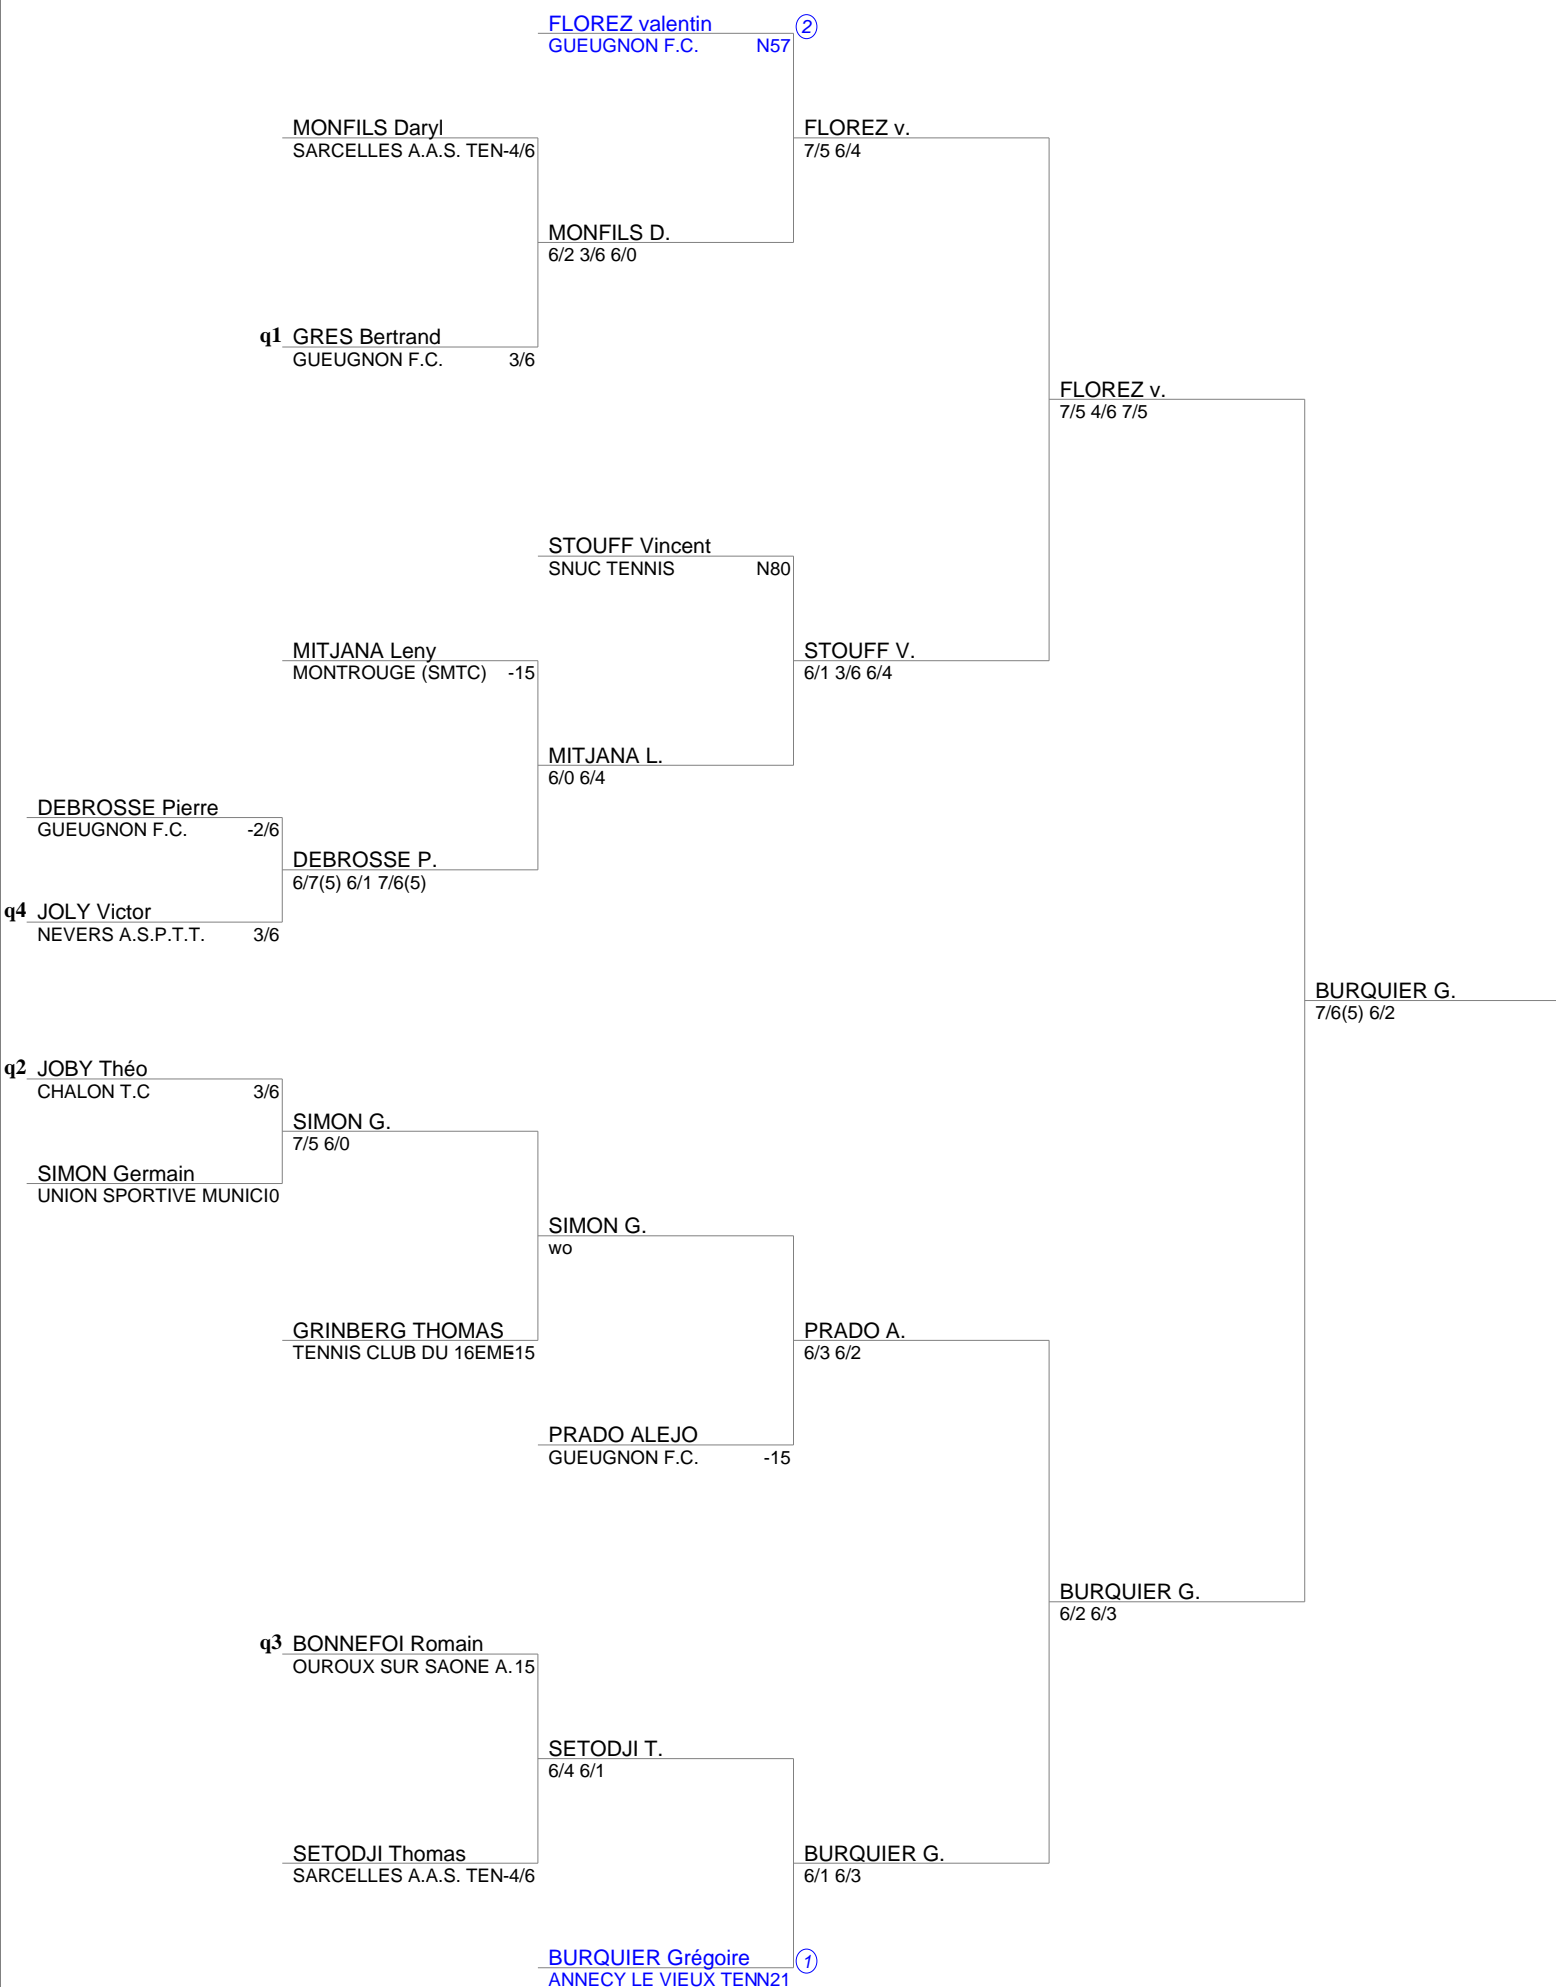 FLOREZ valentin 2
GUEUGNON F.C. N57
MONFILS Daryl
SARCELLES A.A.S. TEN-4/6
FLOREZ v.
7/5 6/4
MONFILS D.
6/2 3/6 6/0
q1 GRES Bertrand
GUEUGNON F.C. 3/6
FLOREZ v.
7/5 4/6 7/5
STOUFF Vincent
SNUC TENNIS N80
MITJANA Leny
MONTROUGE (SMTC) -15
STOUFF V.
6/1 3/6 6/4
MITJANA L.
6/0 6/4
DEBROSSE Pierre
GUEUGNON F.C. -2/6
DEBROSSE P.
6/7(5) 6/1 7/6(5)
q4 JOLY Victor
NEVERS A.S.P.T.T. 3/6
BURQUIER G.
7/6(5) 6/2
q2 JOBY Théo
CHALON T.C 3/6
SIMON G.
7/5 6/0
SIMON Germain
UNION SPORTIVE MUNICI0
SIMON G.
wo
GRINBERG THOMAS
TENNIS CLUB DU 16EME-15
PRADO A.
6/3 6/2
PRADO ALEJO
GUEUGNON F.C. -15
BURQUIER G.
6/2 6/3
q3 BONNEFOI Romain
OUROUX SUR SAONE A.15
SETODJI T.
6/4 6/1
SETODJI Thomas
SARCELLES A.A.S. TEN-4/6
BURQUIER G.
6/1 6/3
BURQUIER Grégoire 1
ANNECY LE VIEUX TENN21